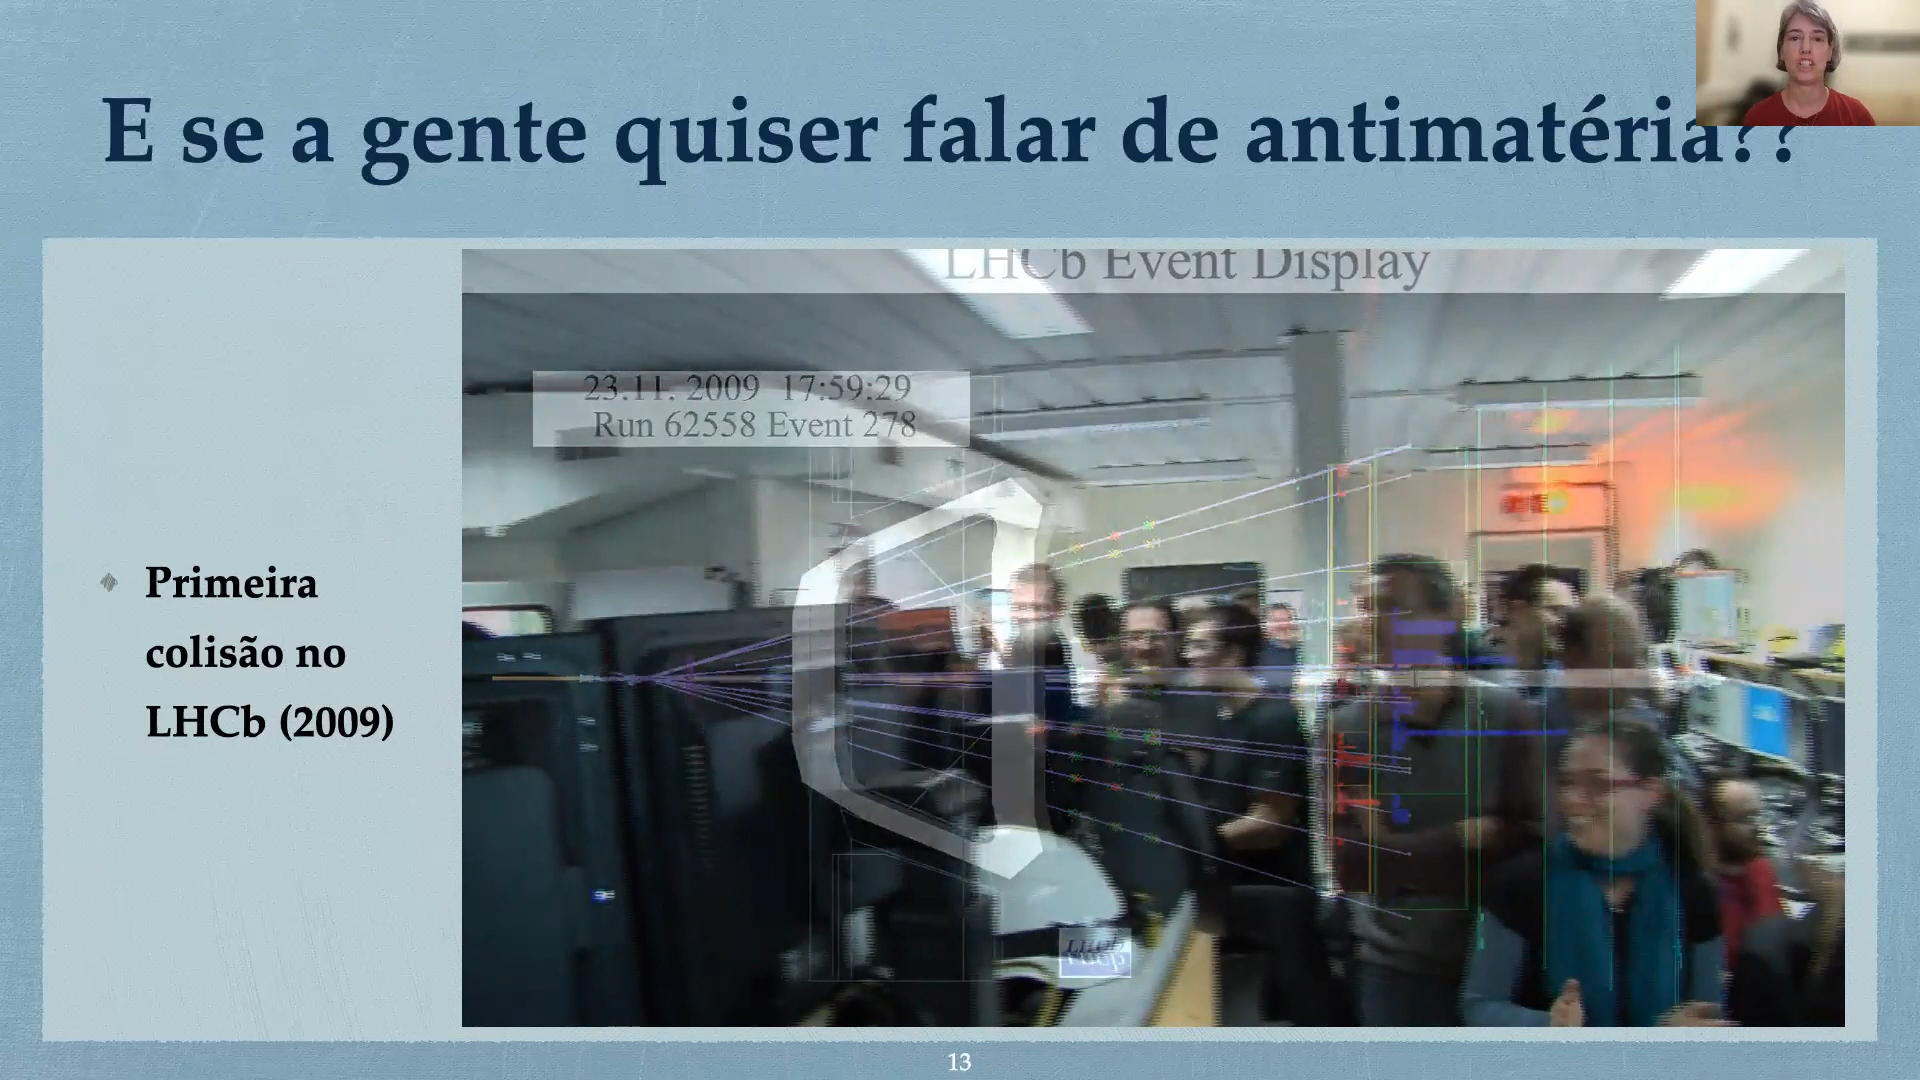 E se a gente quiser falar de antimatéria??
LHCb Event Display
23.11. 2009 17:59:29
Run 62558 Event 278
Primeira
colisão no
LHCb (2009)
LHCb
13